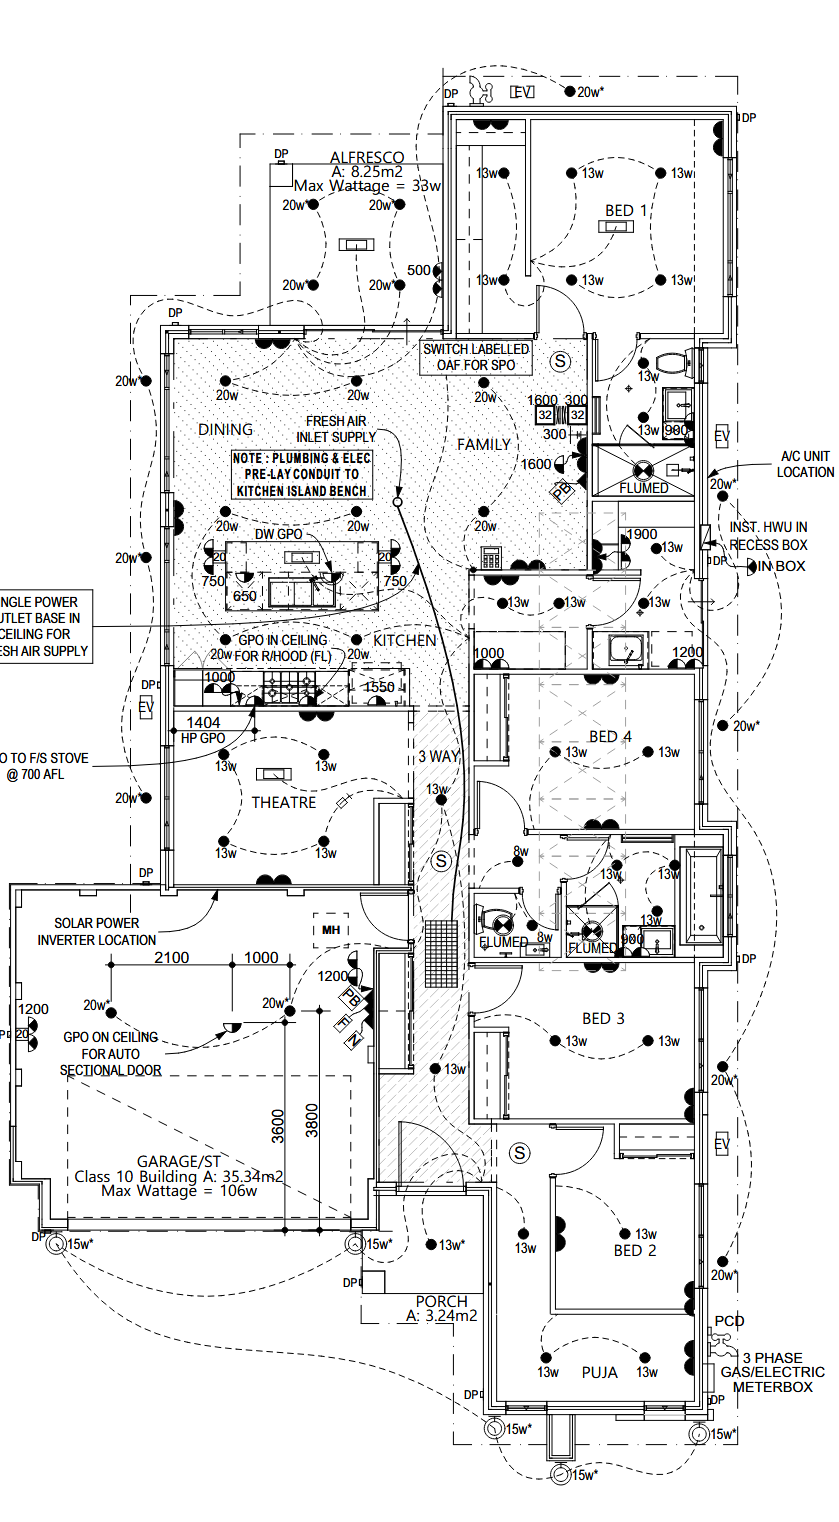 DP
EV
20w*
DP
DP
ALFRESCO
A: 8.25m2
Max Wattage = 33w
20w*
20w*
13w
13w
13w
BED 1
500
20w*
20w*
13w
13w
13w
DP
SWITCH LABELLED
OAF FOR SPO
S
20w*
20w
20w
20w
13w
1600
300
32
32
DINING
FRESH AIR
INLET SUPPLY
FAMILY
300
13w
900
EV
NOTE : PLUMBING & ELEC
PRE-LAY CONDUIT TO
KITCHEN ISLAND BENCH
1600
PB
FLUMED
A/C UNIT
LOCATION
20w*
20w
20w
20w
DW GPO
1900
13w
INST. HWU IN
RECESS BOX
20w*
20
20
750
650
750
DP
IN BOX
NGLE POWER
UTLET BASE IN
CEILING FOR
ESH AIR SUPPLY
13w
13w
13w
20w
GPO IN CEILING
FOR R/HOOD (FL)
20w
KITCHEN
1000
1200
DP
1000
1550
EV
1404
HP GPO
20w*
O TO F/S STOVE
@ 700 AFL
3 WAY
BED 4
13w
13w
13w
13w
20w*
THEATRE
13w
13w
13w
S
8w
13w
13w
DP
13w
SOLAR POWER
INVERTER LOCATION
MH
FLUMED
8w
FLUMED
900
DP
2100
1000
1200
PB
F
N
20w*
20w*
1200
20
P
GPO ON CEILING
FOR AUTO
SECTIONAL DOOR
BED 3
13w
13w
13w
20w*
3600
3800
EV
S
GARAGE/ST
Class 10 Building A: 35.34m2
Max Wattage = 106w
DP
15w*
15w*
13w*
13w
13w
BED 2
20w*
DP
PORCH
A: 3.24m2
PCD
3 PHASE
GAS/ELECTRIC
METERBOX
13w
13w
PUJA
DP
DP
15w*
15w*
15w*